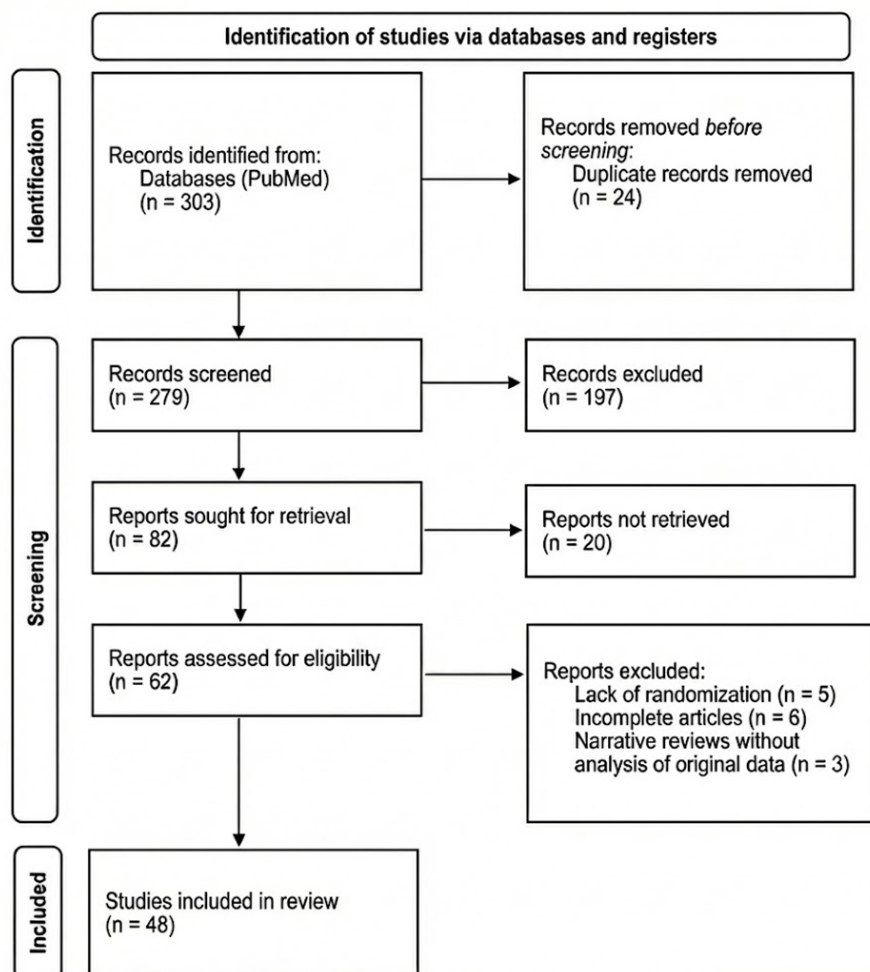 Identification of studies via databases and registers
Identification
Records identified from:
Databases (PubMed)
(n = 303)
Records removed before
screening:
Duplicate records removed
(n = 24)
Screening
Records screened
(n = 279)
Records excluded
(n = 197)
Reports sought for retrieval
(n = 82)
Reports not retrieved
(n = 20)
Reports assessed for eligibility
(n = 62)
Reports excluded:
Lack of randomization (n = 5)
Incomplete articles (n = 6)
Narrative reviews without
analysis of original data (n = 3)
Included
Studies included in review
(n = 48)